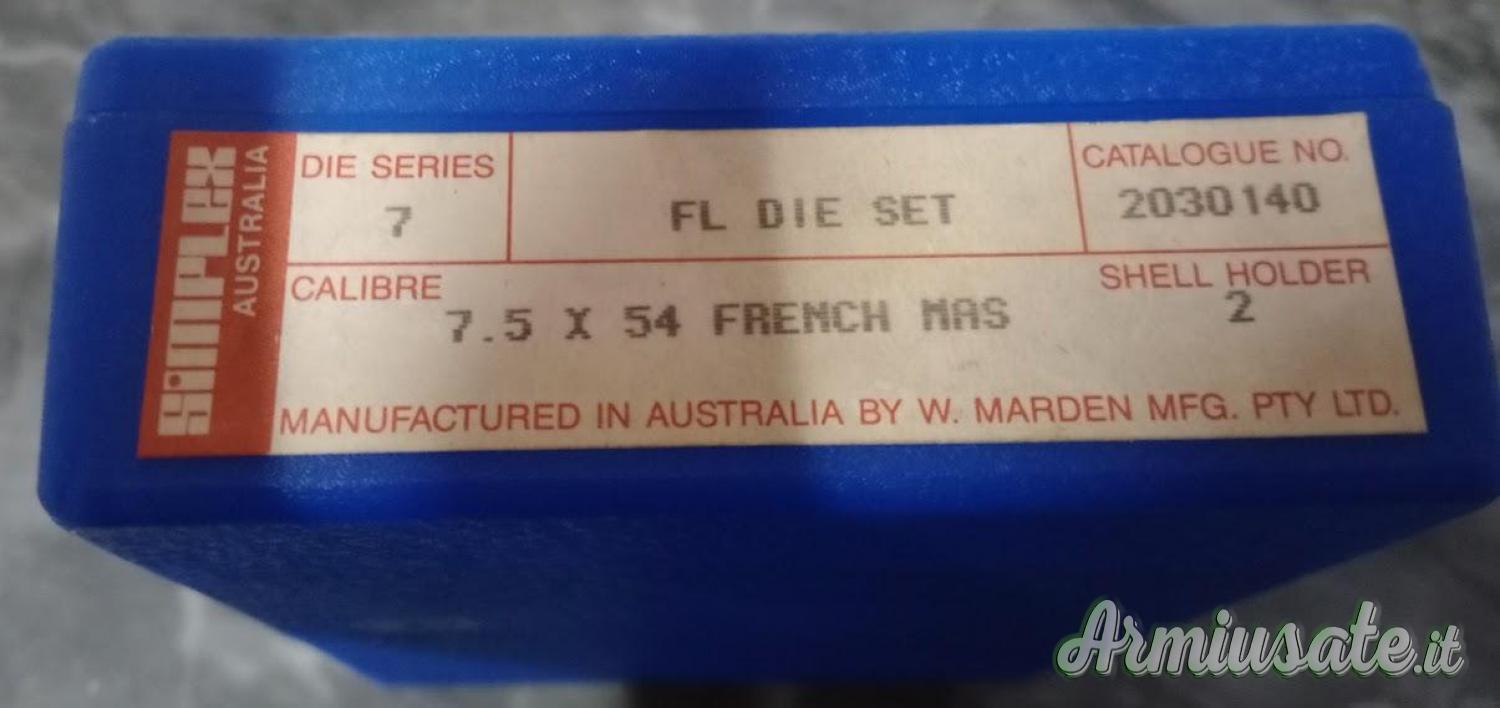 SIMPLEX
AUSTRALIA
DIE SERIES
7
FL DIE SET
CATALOGUE NO.
2030140
CALIBRE
7.5 X 54 FRENCH MAS
SHELL HOLDER
2
MANUFACTURED IN AUSTRALIA BY W. MARDEN MFG. PTY LTD.
Armiusate.it